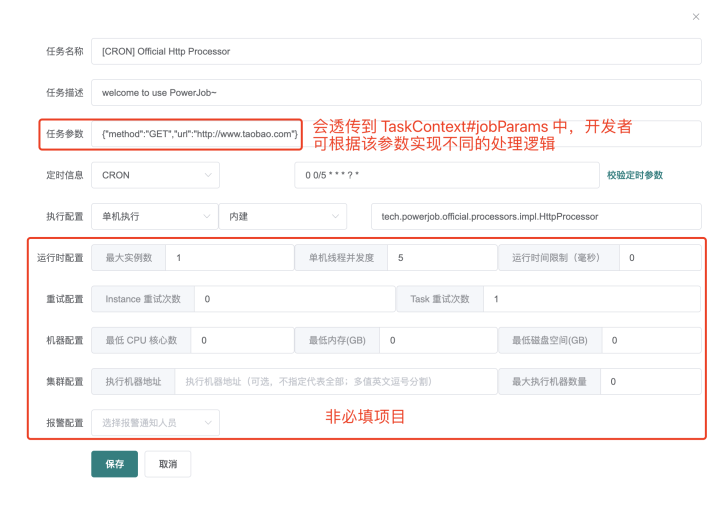 ×
任务名称 [CRON] Official Http Processor
任务描述 welcome to use PowerJob~
任务参数 {"method":"GET","url":"http://www.taobao.com"} 会透传到 TaskContext#jobParams 中，开发者
可根据该参数实现不同的处理逻辑
定时信息 CRON 0 0/5 * * * ? * 校验定时参数
执行配置 单机执行 内建 tech.powerjob.official.processors.impl.HttpProcessor
运行时配置 最大实例数 1 单机线程并发度 5 运行时间限制（毫秒） 0
重试配置 Instance 重试次数 0 Task 重试次数 1
机器配置 最低 CPU 核心数 0 最低内存(GB) 0 最低磁盘空间(GB) 0
集群配置 执行机器地址 执行机器地址（可选，不指定代表全部；多值英文逗号分割） 最大执行机器数量 0
报警配置 选择报警通知人员 非必填项目
保存 取消